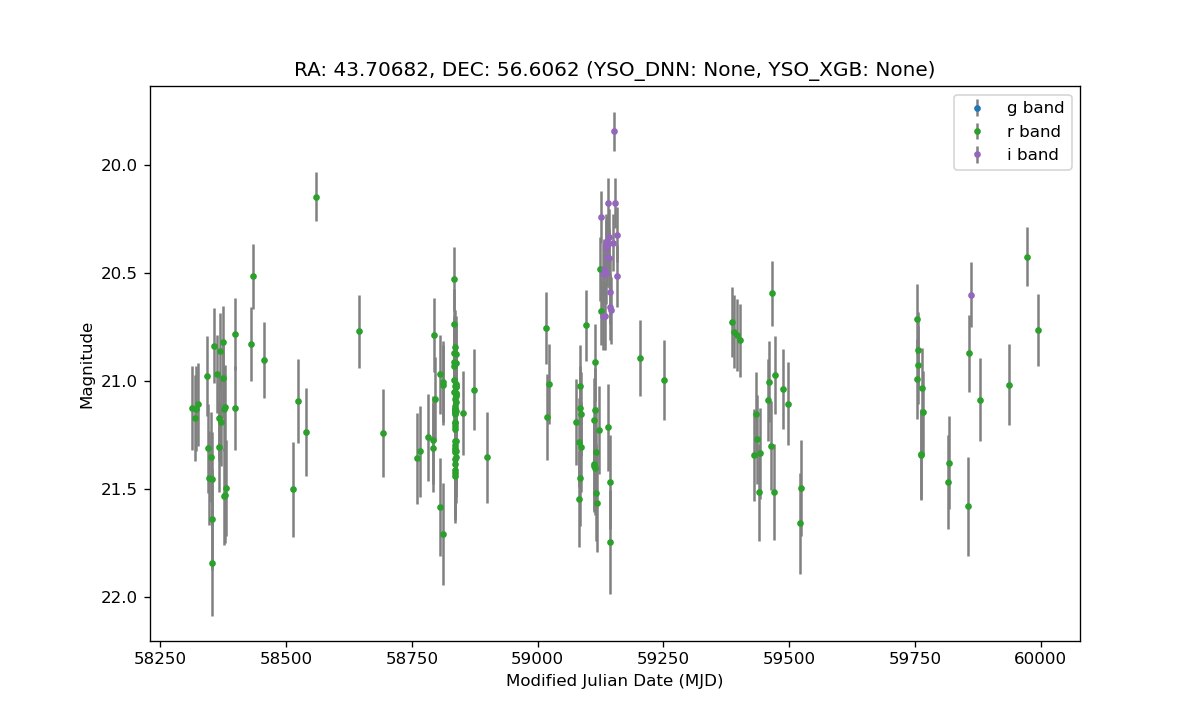 RA: 43.70682, DEC: 56.6062 (YSO_DNN: None, YSO_XGB: None)
g band
r band
i band
20.0
20.5
21.0
21.5
22.0
Magnitude
58250 58500 58750 59000 59250 59500 59750 60000
Modified Julian Date (MJD)